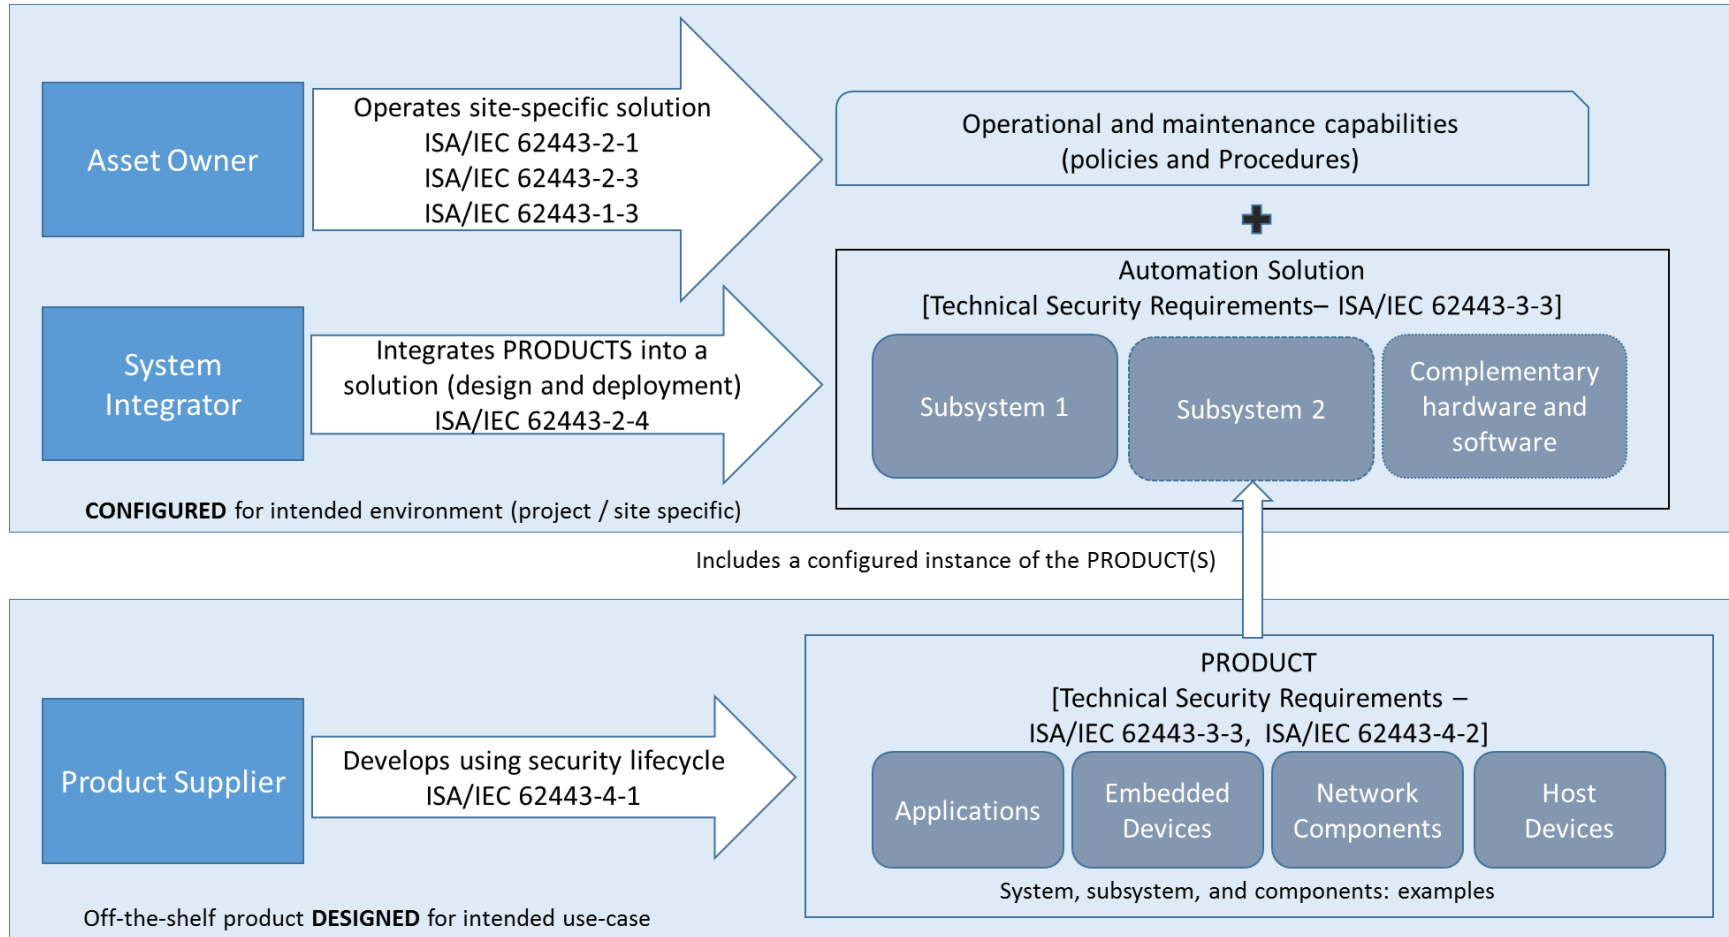 Asset Owner
Operates site-specific solution
ISA/IEC 62443-2-1
ISA/IEC 62443-2-3
ISA/IEC 62443-1-3
Operational and maintenance capabilities
(policies and Procedures)
Automation Solution
[Technical Security Requirements– ISA/IEC 62443-3-3]
System
Integrator
Integrates PRODUCTS into a
solution (design and deployment)
ISA/IEC 62443-2-4
Subsystem 1
Subsystem 2
Complementary
hardware and
software
CONFIGURED for intended environment (project / site specific)
Includes a configured instance of the PRODUCT(S)
Product Supplier
Develops using security lifecycle
ISA/IEC 62443-4-1
PRODUCT
[Technical Security Requirements –
ISA/IEC 62443-3-3, ISA/IEC 62443-4-2]
Applications
Embedded
Devices
Network
Components
Host
Devices
System, subsystem, and components: examples
Off-the-shelf product DESIGNED for intended use-case